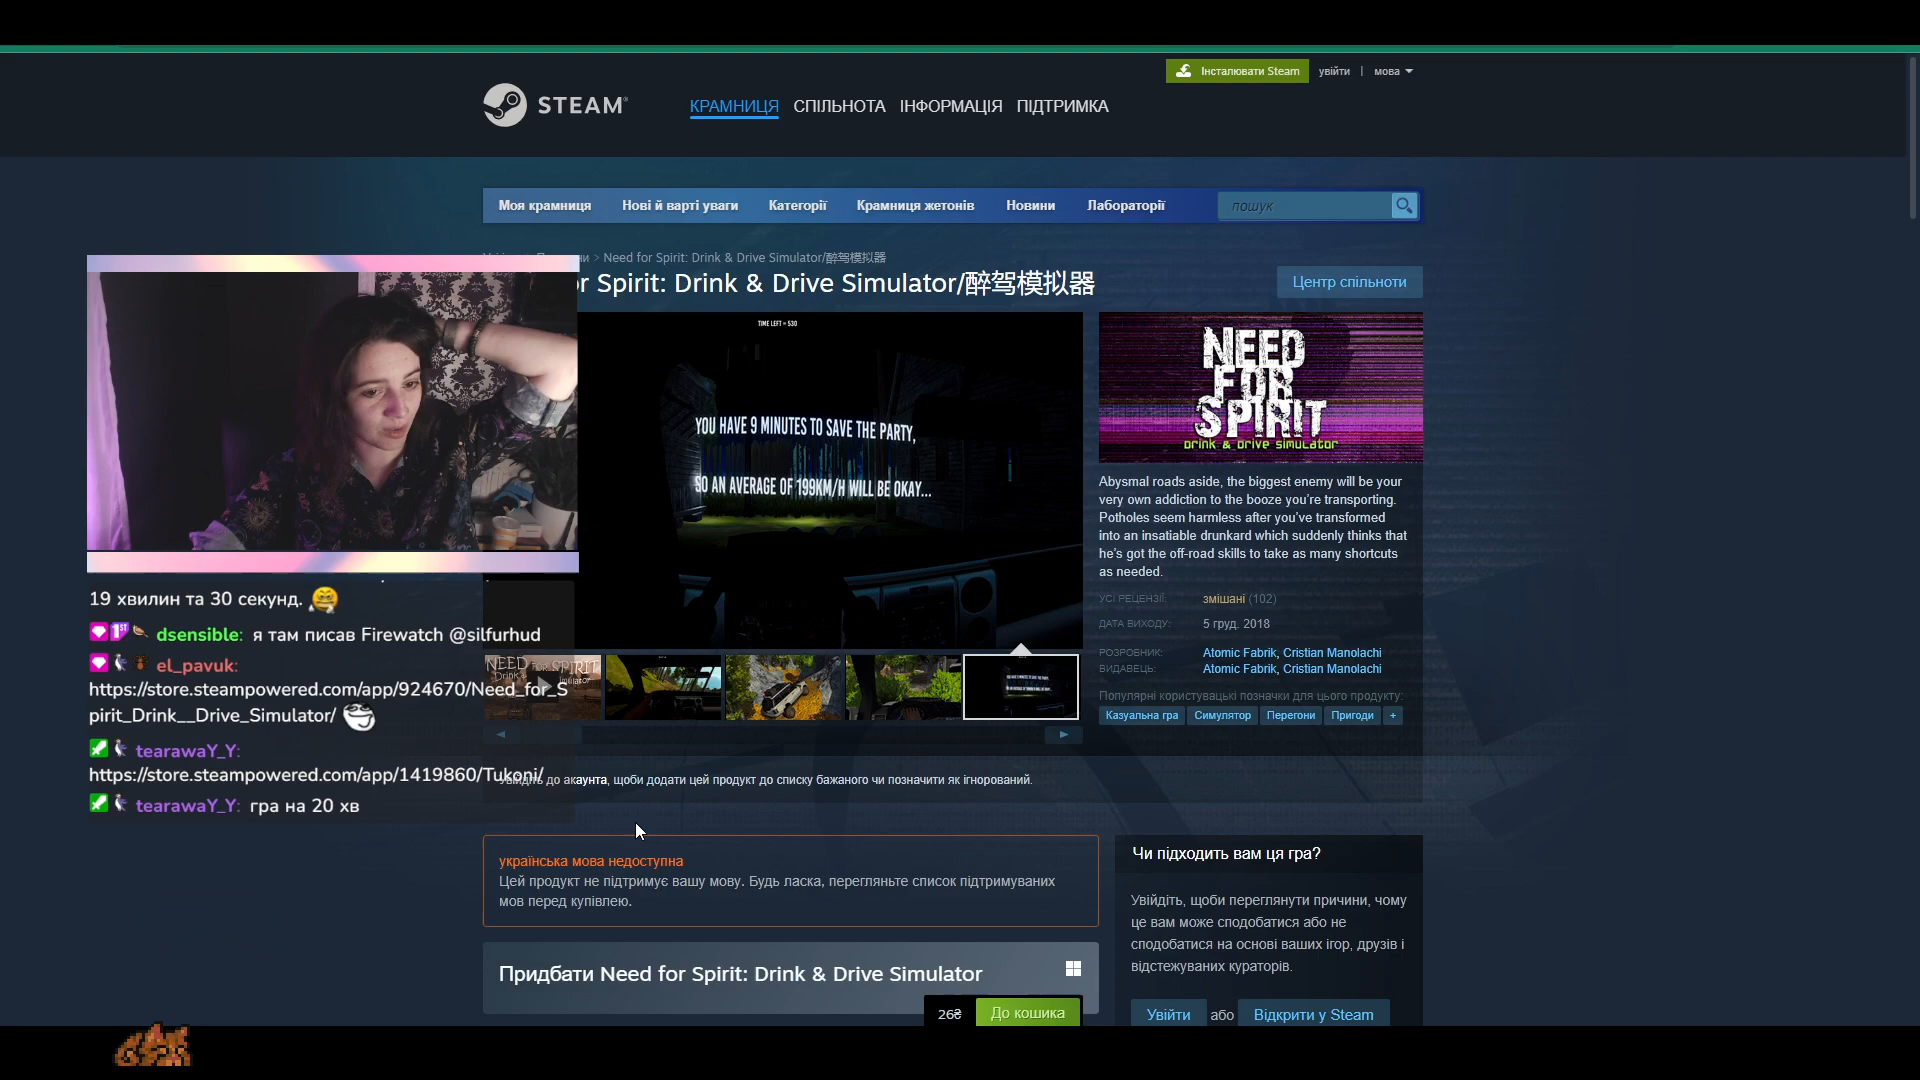 Інсталювати Steam
увійти | мова
STEAM
КРАМНИЦЯ СПІЛЬНОТА ІНФОРМАЦІЯ ПІДТРИМКА
Моя крамниця Нові й варті уваги Категорії Крамниця жетонів Новини Лабораторії
пошук
> Need for Spirit: Drink & Drive Simulator/醉驾模拟器
or Spirit: Drink & Drive Simulator/醉驾模拟器
Центр спільноти
TIME LEFT = 530
YOU HAVE 9 MINUTES TO SAVE THE PARTY,
SO AN AVERAGE OF 199KM/H WILL BE OKAY...
NEED
FOR
SPIRIT
Drink & Drive Simulator
Abysmal roads aside, the biggest enemy will be your
very own addiction to the booze you're transporting.
Potholes seem harmless after you've transformed
into an insatiable drunkard which suddenly thinks that
he's got the off-road skills to take as many shortcuts
as needed.
УСІ РЕЦЕНЗІЇ: змішані (102)
ДАТА ВИХОДУ: 5 груд. 2018
РОЗРОБНИК: Atomic Fabrik, Cristian Manolachi
ВИДАВЕЦЬ: Atomic Fabrik, Cristian Manolachi
Популярні користувацькі позначки для цього продукту:
Казуальна гра Симулятор Перегони Пригоди +
19 хвилин та 30 секунд.
dsensible: я там писав Firewatch @silfurhud
el_pavuk:
https://store.steampowered.com/app/924670/Need_for_S
pirit_Drink__Drive_Simulator/
tearawaY_Y:
https://store.steampowered.com/app/1419860/Tukoni/
tearawaY_Y: гра на 20 хв
Увійдіть до акаунта, щоби додати цей продукт до списку бажаного чи позначити як ігнорований.
українська мова недоступна
Цей продукт не підтримує вашу мову. Будь ласка, перегляньте список підтримуваних
мов перед купівлею.
Придбати Need for Spirit: Drink & Drive Simulator
26₴ До кошика
Чи підходить вам ця гра?
Увійдіть, щоби переглянути причини, чому
це вам може сподобатися або не
сподобатися на основі ваших ігор, друзів і
відстежуваних кураторів.
Увійти або Відкрити у Steam